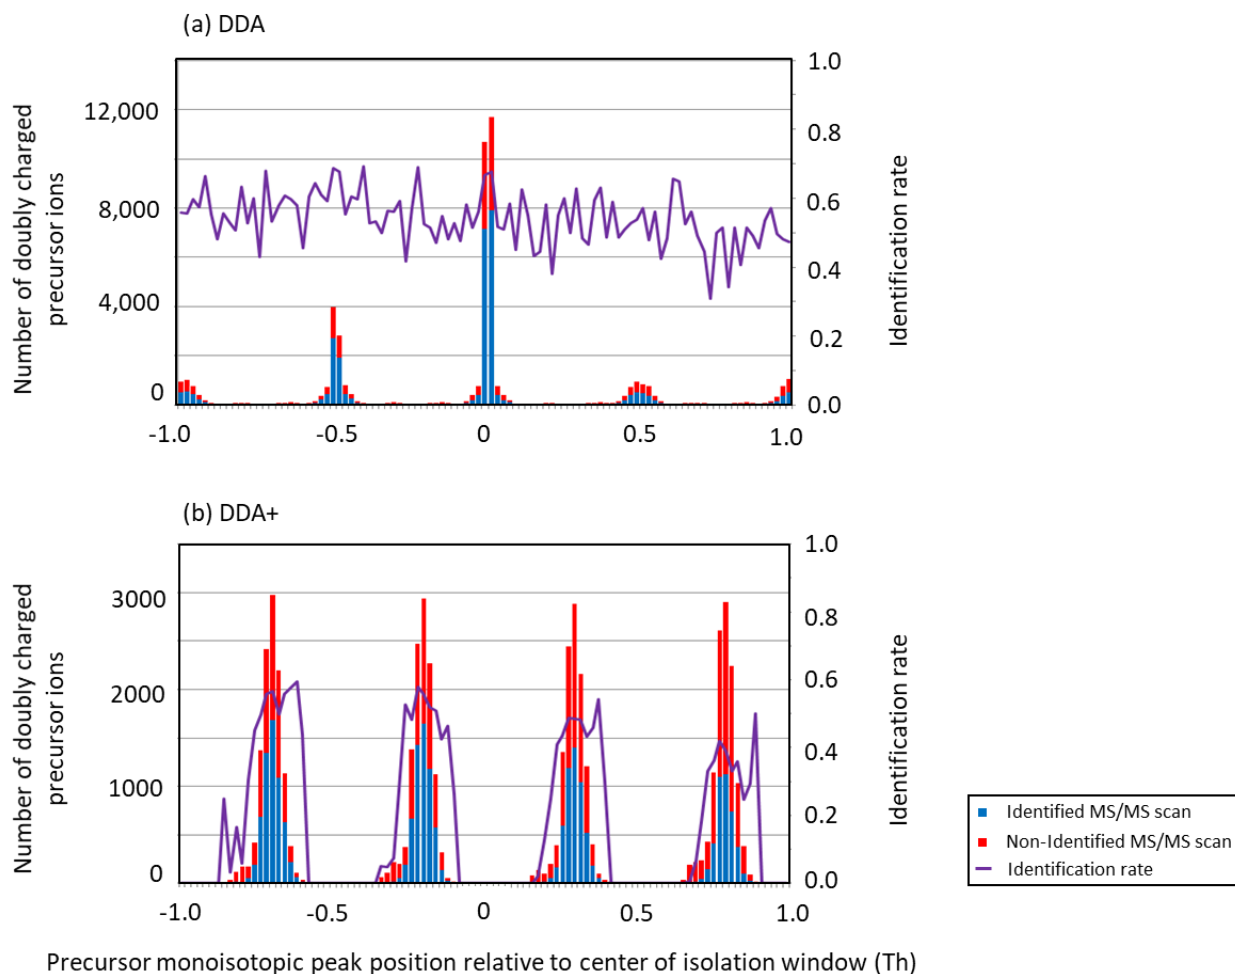 (a) DDA
Number of doubly charged
precursor ions
12,000
8,000
4,000
0
1.0
0.8
0.6
0.4
0.2
0.0
Identification rate
-1.0
-0.5
0
0.5
1.0
(b) DDA+
Number of doubly charged
precursor ions
3000
2000
1000
0
1.0
0.8
0.6
0.4
0.2
0.0
Identification rate
-1.0
-0.5
0
0.5
1.0
Identified MS/MS scan
Non-Identified MS/MS scan
Identification rate
Precursor monoisotopic peak position relative to center of isolation window (Th)